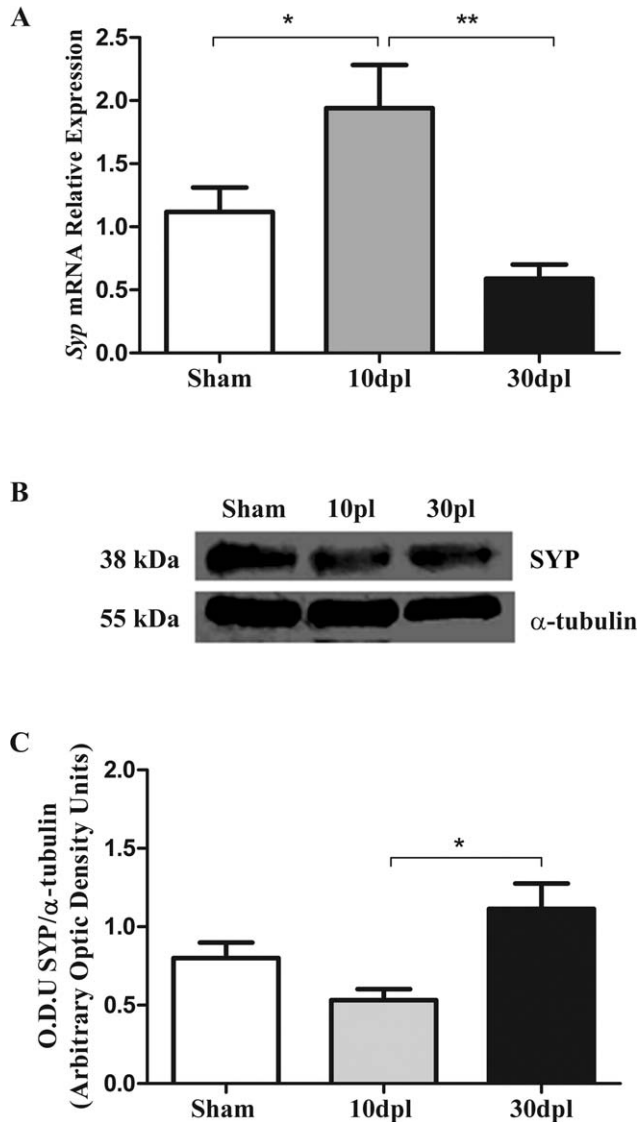 A
* **
Syp mRNA Relative Expression
2.5
2.0
1.5
1.0
0.5
0.0
Sham 10dpl 30dpl
B
Sham 10pl 30pl
38 kDa SYP
55 kDa α-tubulin
C
O.D.U SYP/α-tubulin
(Arbitrary Optic Density Units)
2.0
1.5
1.0
0.5
0.0
*
Sham 10dpl 30dpl